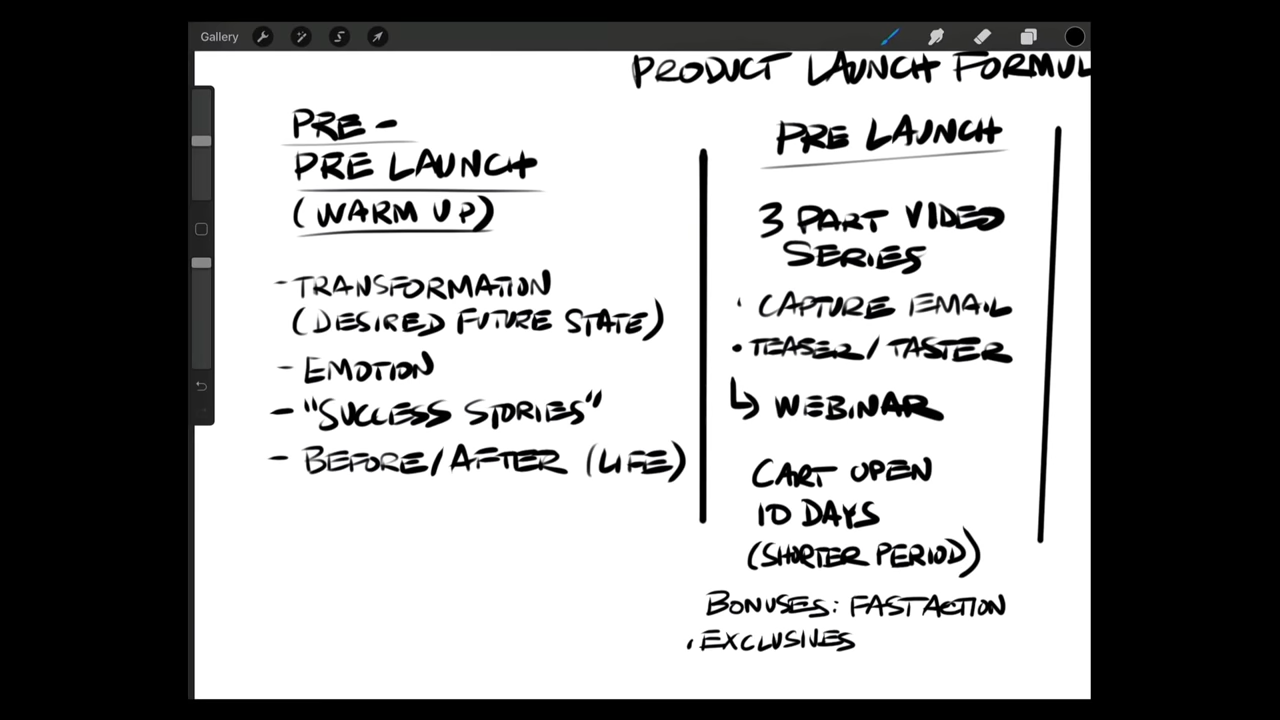 Gallery
PRODUCT LAUNCH FORMUL
PRE -
PRE LAUNCH
(WARM UP)
- TRANSFORMATION
(DESIRED FUTURE STATE)
- EMOTION
- "SUCCESS STORIES"
- BEFORE/AFTER (LIFE)
PRE LAUNCH
3 PART VIDEO
SERIES
• CAPTURE EMAIL
• TEASER/TASTER
↳ WEBINAR
CART OPEN
10 DAYS
(SHORTER PERIOD)
BONUSES: FAST ACTION
• EXCLUSIVES